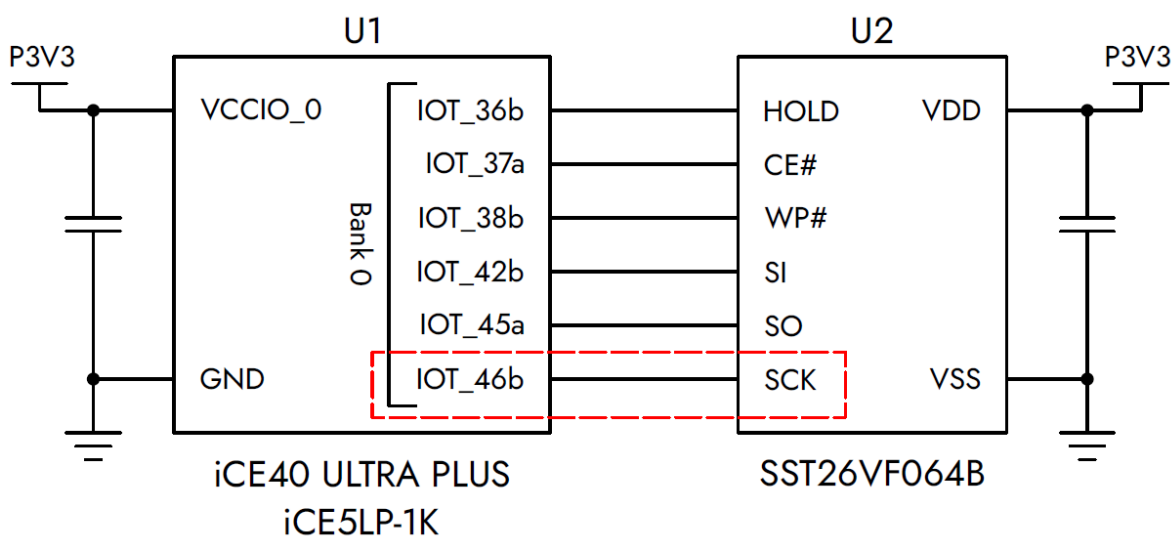 U1
U2
P3V3
P3V3
VCCIO_0
IOT_36b
HOLD
VDD
IOT_37a
CE#
Bank 0
IOT_38b
WP#
IOT_42b
SI
IOT_45a
SO
GND
IOT_46b
SCK
VSS
iCE40 ULTRA PLUS
iCE5LP-1K
SST26VF064B